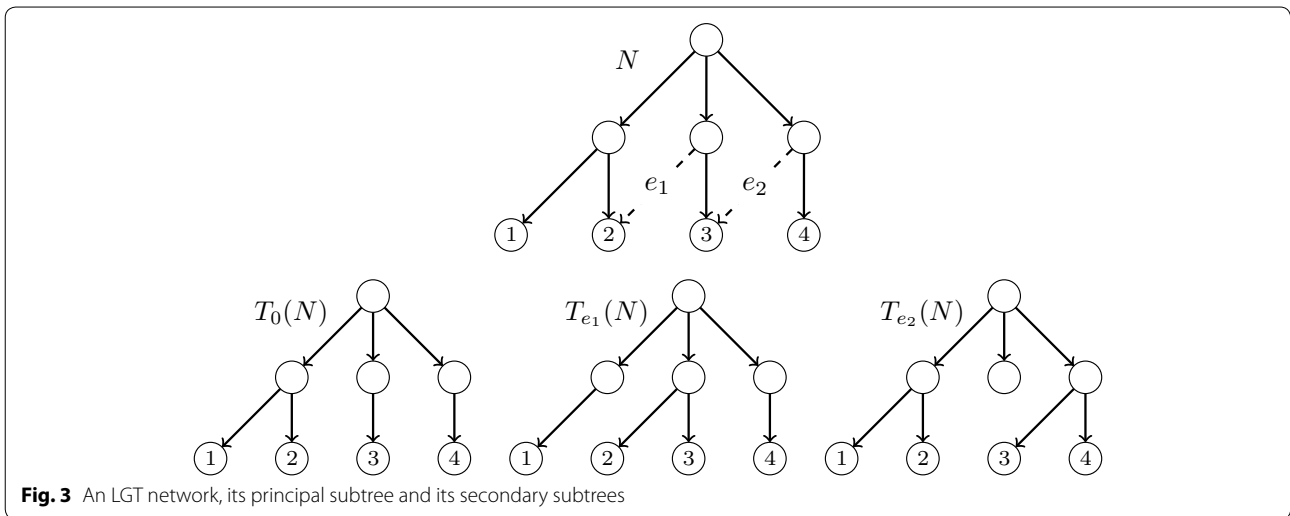 N
e₁ e₂
1 2 3 4
T₀(N) Tₑ₁(N) Tₑ₂(N)
1 2 3 4 1 2 3 4 1 2 3 4
Fig. 3 An LGT network, its principal subtree and its secondary subtrees